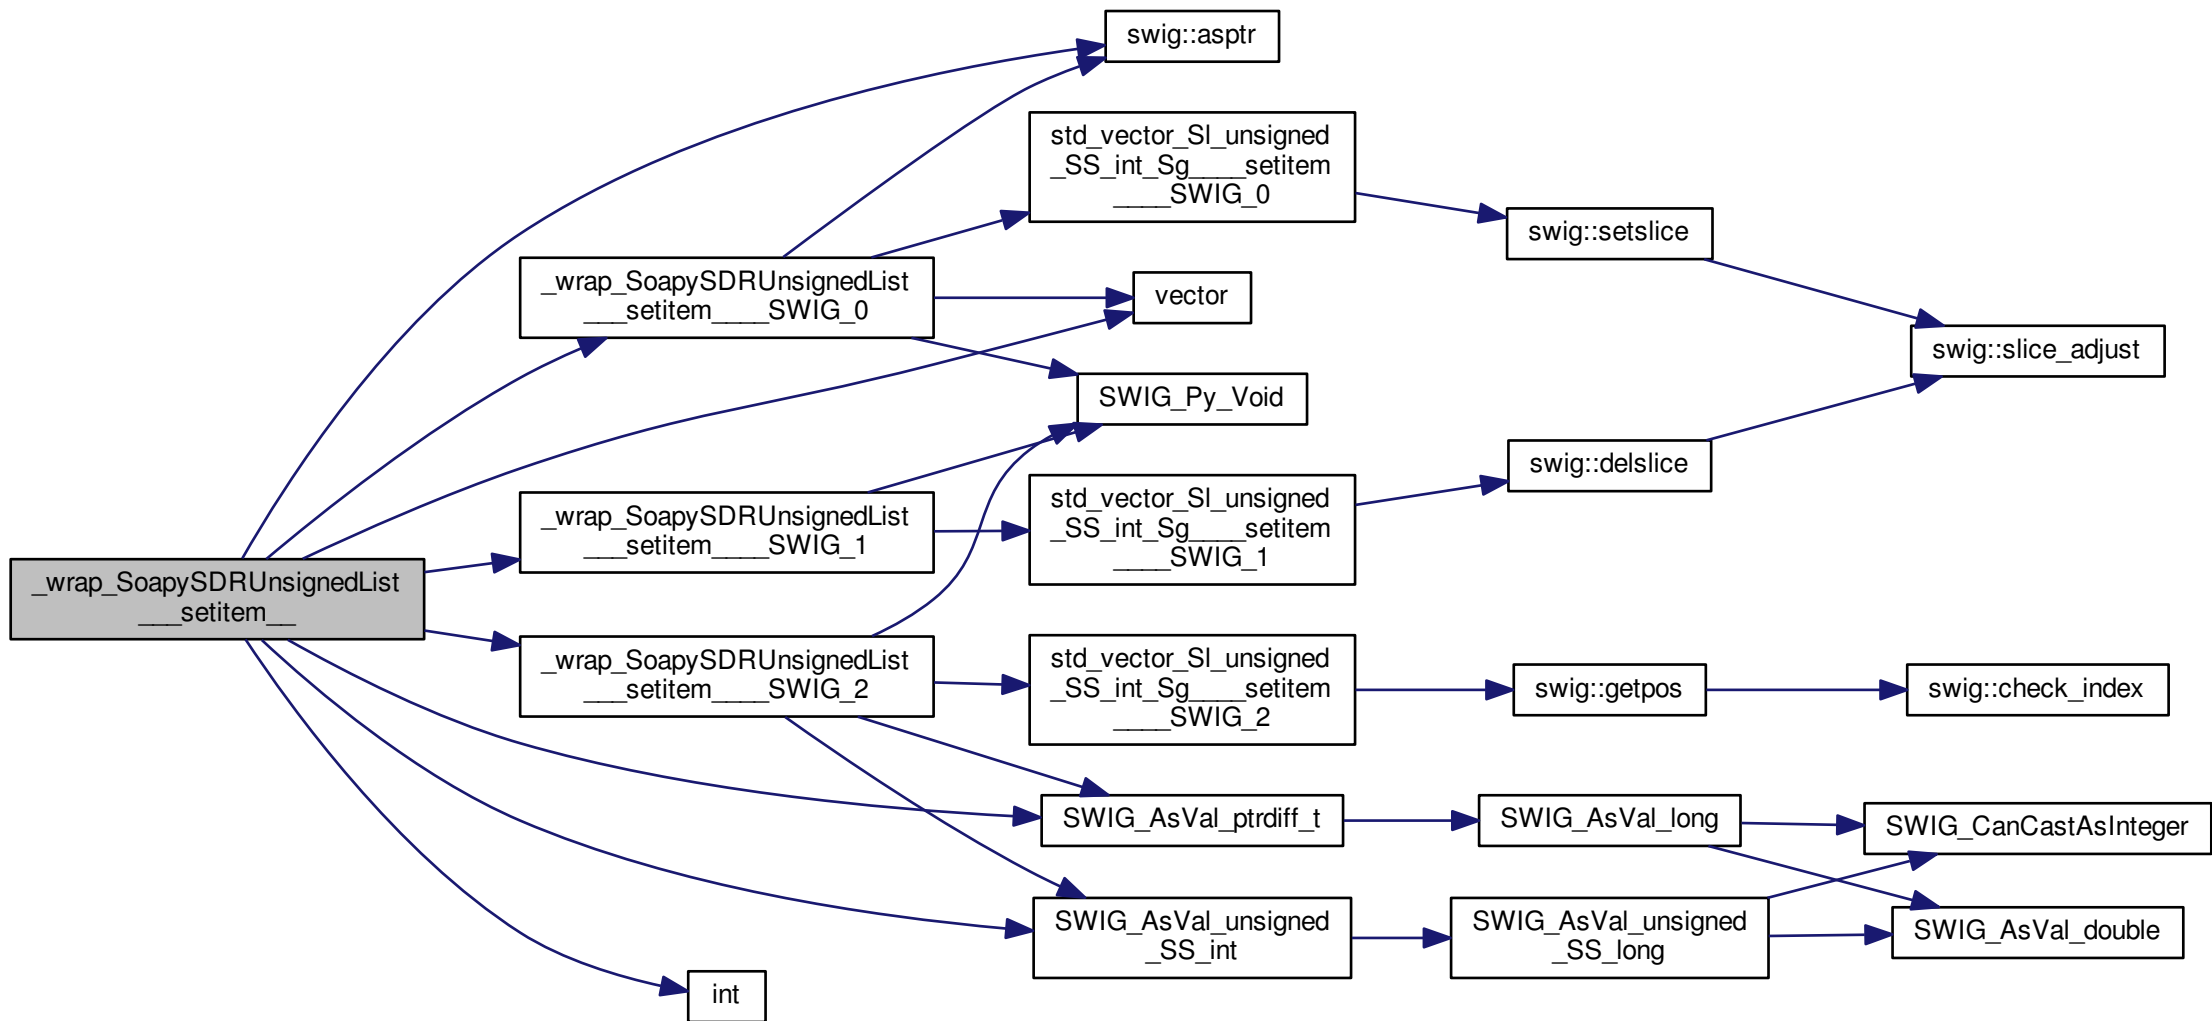 swig::asptr
std_vector_Sl_unsigned
_SS_int_Sg____setitem
____SWIG_0
swig::setslice
_wrap_SoapySDRUnsignedList
___setitem____SWIG_0
vector
swig::slice_adjust
SWIG_Py_Void
swig::delslice
_wrap_SoapySDRUnsignedList
___setitem____SWIG_1
std_vector_Sl_unsigned
_SS_int_Sg____setitem
____SWIG_1
_wrap_SoapySDRUnsignedList
___setitem__
_wrap_SoapySDRUnsignedList
___setitem____SWIG_2
std_vector_Sl_unsigned
_SS_int_Sg____setitem
____SWIG_2
swig::getpos
swig::check_index
SWIG_AsVal_ptrdiff_t
SWIG_AsVal_long
SWIG_CanCastAsInteger
SWIG_AsVal_unsigned
_SS_int
SWIG_AsVal_unsigned
_SS_long
SWIG_AsVal_double
int